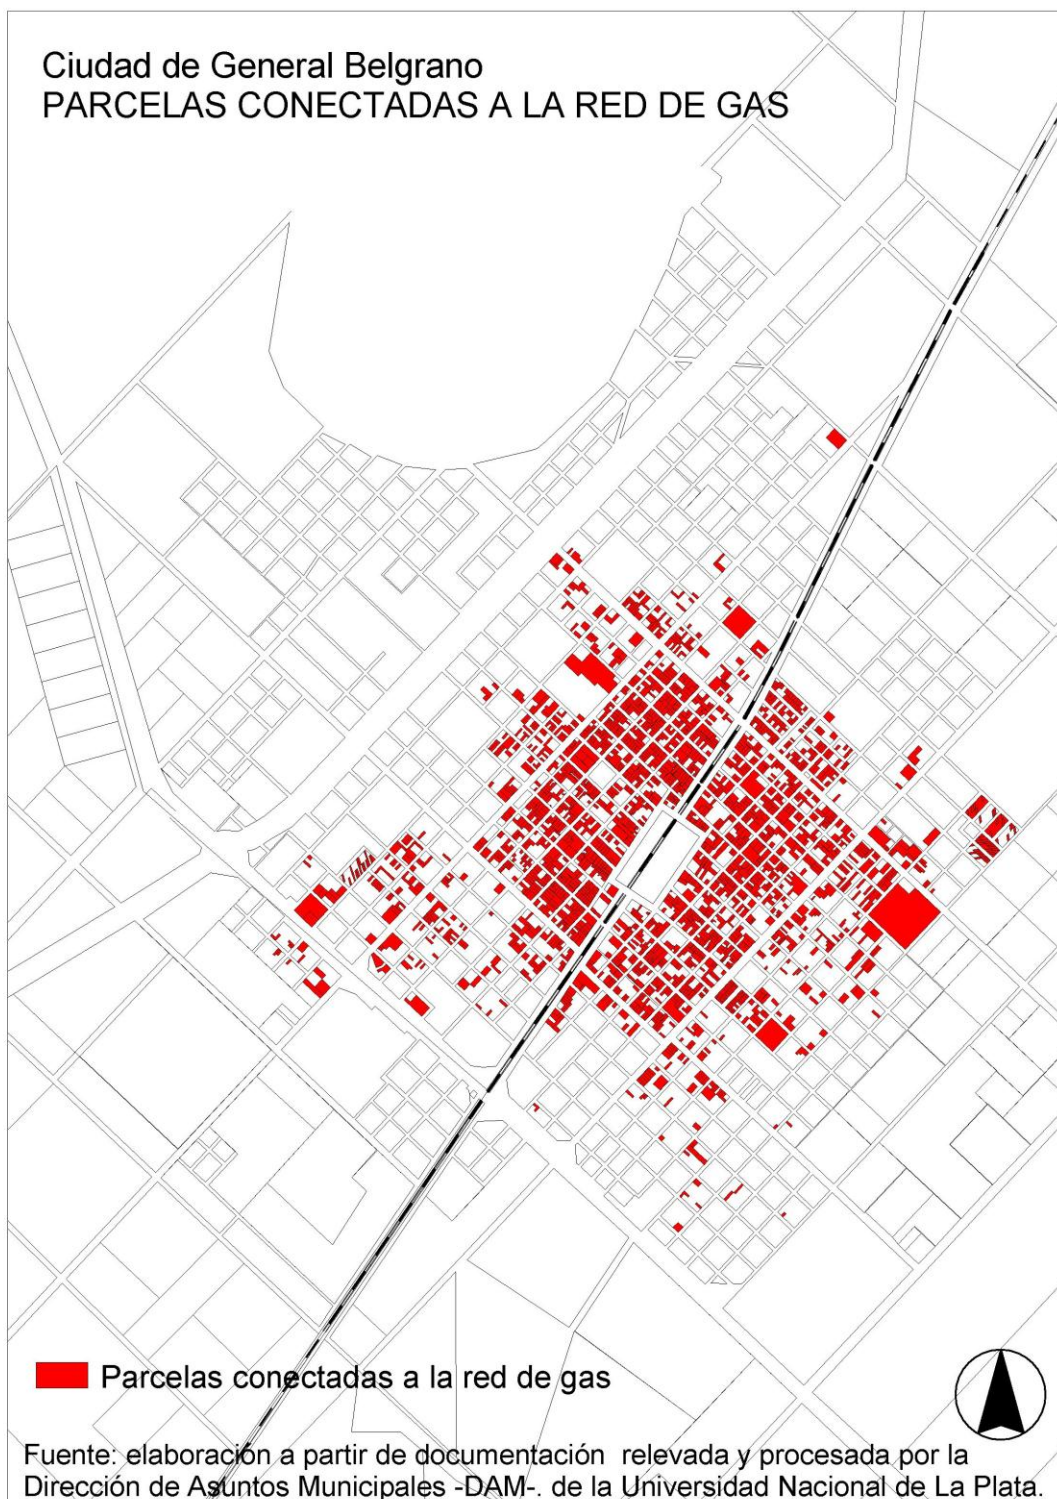 Ciudad de General Belgrano
PARCELAS CONECTADAS A LA RED DE GAS
Parcelas conectadas a la red de gas
Fuente: elaboración a partir de documentación relevada y procesada por la
Dirección de Asuntos Municipales -DAM-. de la Universidad Nacional de La Plata.